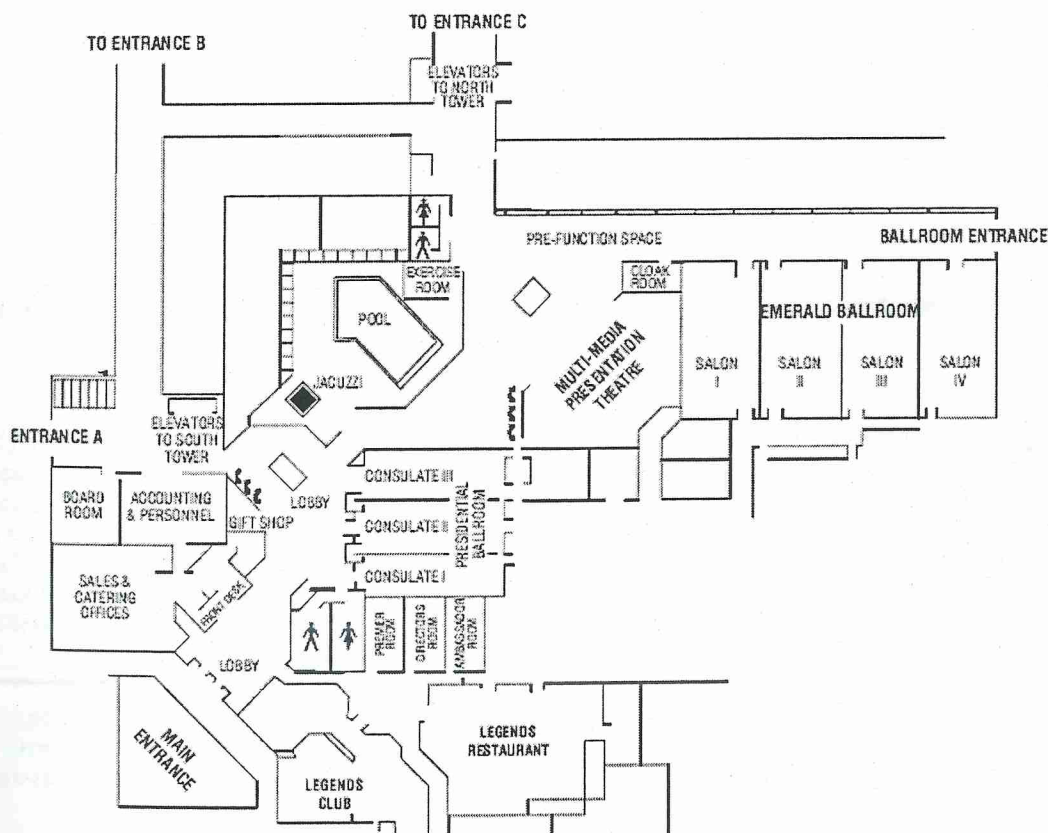 TO ENTRANCE C
TO ENTRANCE B
ELEVATORS
TO NORTH
TOWER
PRE-FUNCTION SPACE
BALLROOM ENTRANCE
EXERCISE
ROOM
CLOAK
ROOM
POOL
EMERALD BALLROOM
MULTI-MEDIA
PRESENTATION
THEATRE
SALON
I
SALON
II
SALON
III
SALON
IV
JACUZZI
ENTRANCE A
ELEVATORS
TO SOUTH
TOWER
CONSULATE III
LOBBY
BOARD
ROOM
ACCOUNTING
& PERSONNEL
GIFT SHOP
CONSULATE II
PRESIDENTIAL
BALLROOM
CONSULATE I
SALES &
CATERING
OFFICES
FRONT DESK
PREMIER
ROOM
DIRECTORS
ROOM
AMBASSADOR
ROOM
LOBBY
MAIN
ENTRANCE
LEGENDS
RESTAURANT
LEGENDS
CLUB